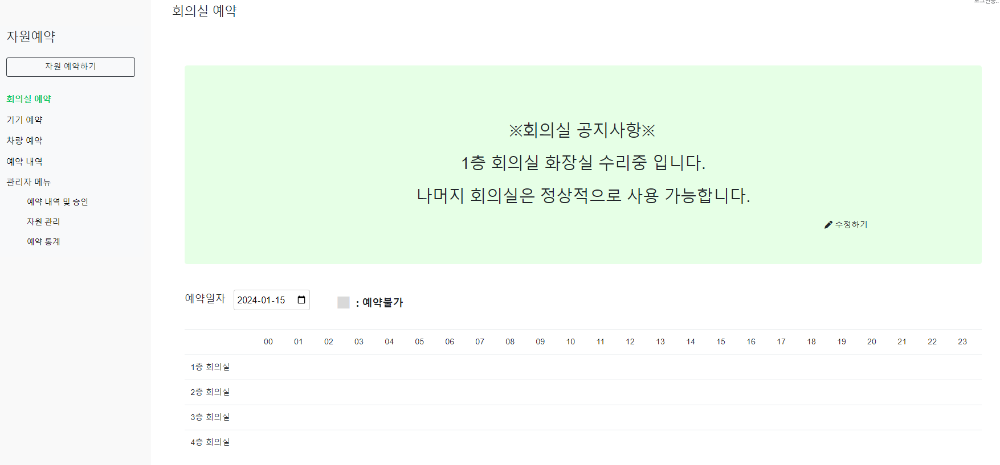 회의실 예약
자원예약
자원 예약하기
회의실 예약
기기 예약
차량 예약
예약 내역
관리자 메뉴
예약 내역 및 승인
자원 관리
예약 통계
※회의실 공지사항※
1층 회의실 화장실 수리중 입니다.
나머지 회의실은 정상적으로 사용 가능합니다.
수정하기
예약일자 2024-01-15 : 예약불가
00 01 02 03 04 05 06 07 08 09 10 11 12 13 14 15 16 17 18 19 20 21 22 23
1층 회의실
2층 회의실
3층 회의실
4층 회의실